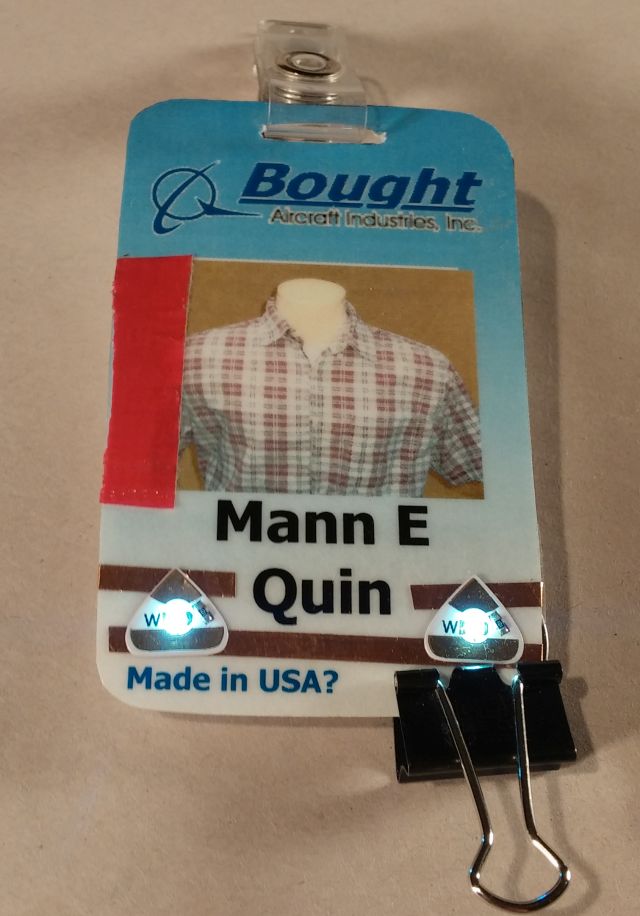 Bought
Aircraft Industries, Inc.
Mann E
Quin
Made in USA?